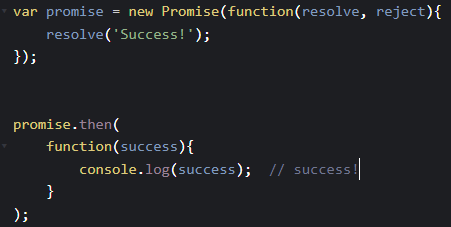 var promise = new Promise(function(resolve, reject){
    resolve('Success!');
});
promise.then(
    function(success){
        console.log(success);  // success!
    }
);